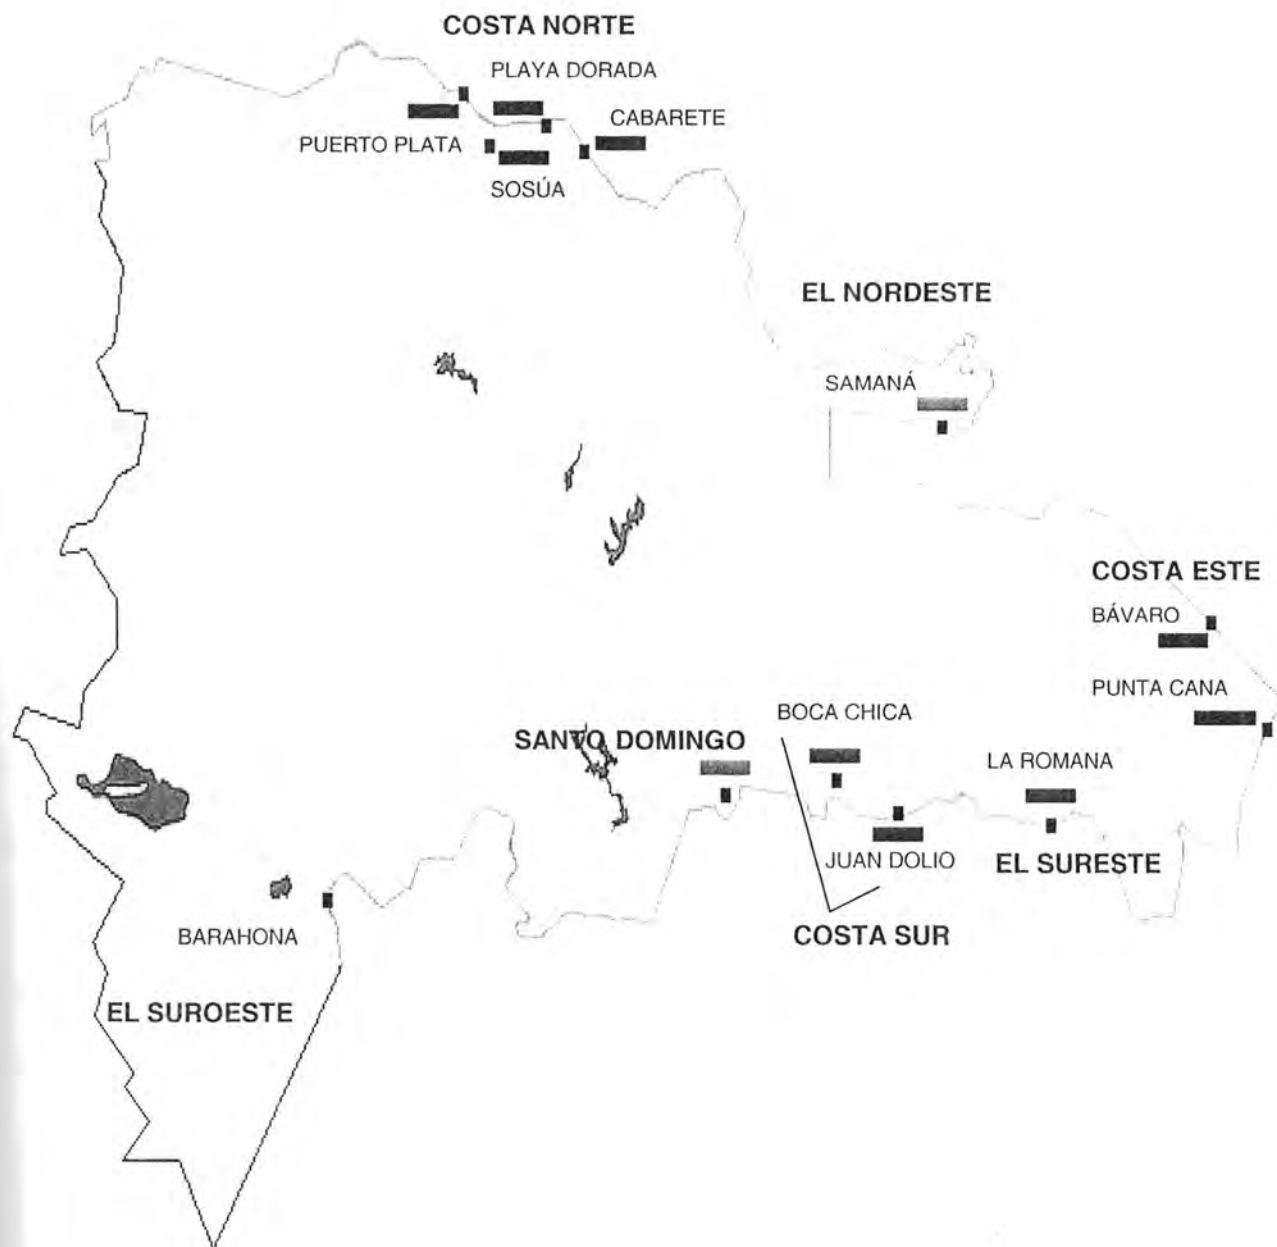 COSTA NORTE
PLAYA DORADA
CABARETE
PUERTO PLATA
SOSÚA
EL NORDESTE
SAMANÁ
COSTA ESTE
BÁVARO
PUNTA CANA
BOCA CHICA
SANTO DOMINGO
LA ROMANA
JUAN DOLIO
EL SURESTE
COSTA SUR
BARAHONA
EL SUROESTE